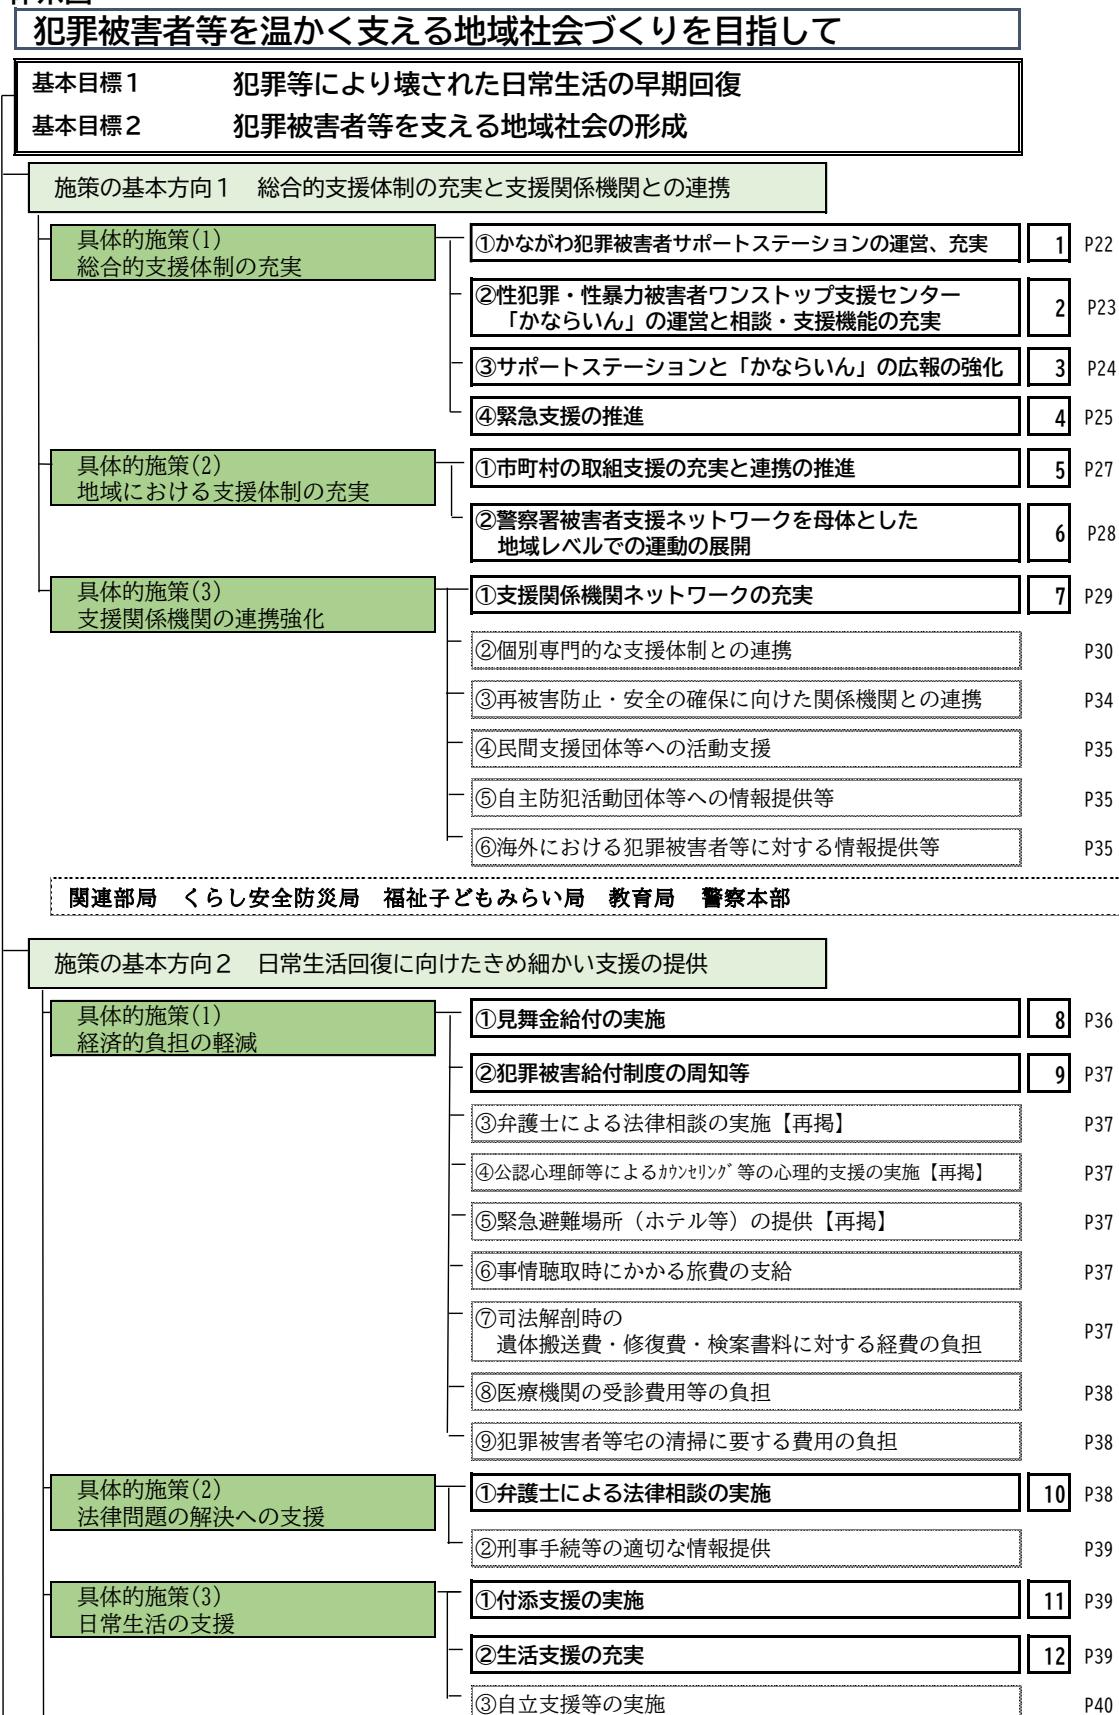 犯罪被害者等を温かく支える地域社会づくりを目指して
基本目標1 犯罪等により壊された日常生活の早期回復
基本目標2 犯罪被害者等を支える地域社会の形成
施策の基本方向1 総合的支援体制の充実と支援関係機関との連携
具体的施策(1)
総合的支援体制の充実
①かながわ犯罪被害者サポートステーションの運営、充実 1 P22
②性犯罪・性暴力被害者ワンストップ支援センター
「かならいん」の運営と相談・支援機能の充実 2 P23
③サポートステーションと「かならいん」の広報の強化 3 P24
④緊急支援の推進 4 P25
具体的施策(2)
地域における支援体制の充実
①市町村の取組支援の充実と連携の推進 5 P27
②警察署被害者支援ネットワークを母体とした
地域レベルでの運動の展開 6 P28
具体的施策(3)
支援関係機関の連携強化
①支援関係機関ネットワークの充実 7 P29
②個別専門的な支援体制との連携 P30
③再被害防止・安全の確保に向けた関係機関との連携 P34
④民間支援団体等への活動支援 P35
⑤自主防犯活動団体等への情報提供等 P35
⑥海外における犯罪被害者等に対する情報提供等 P35
関連部局 くらし安全防災局 福祉子どもみらい局 教育局 警察本部
施策の基本方向2 日常生活回復に向けたきめ細かい支援の提供
具体的施策(1)
経済的負担の軽減
①見舞金給付の実施 8 P36
②犯罪被害給付制度の周知等 9 P37
③弁護士による法律相談の実施【再掲】 P37
④公認心理師等によるｶｳﾝｾﾘﾝｸﾞ等の心理的支援の実施【再掲】 P37
⑤緊急避難場所（ホテル等）の提供【再掲】 P37
⑥事情聴取時にかかる旅費の支給 P37
⑦司法解剖時の
遺体搬送費・修復費・検案書料に対する経費の負担 P37
⑧医療機関の受診費用等の負担 P38
⑨犯罪被害者等宅の清掃に要する費用の負担 P38
具体的施策(2)
法律問題の解決への支援
①弁護士による法律相談の実施 10 P38
②刑事手続等の適切な情報提供 P39
具体的施策(3)
日常生活の支援
①付添支援の実施 11 P39
②生活支援の充実 12 P39
③自立支援等の実施 P40